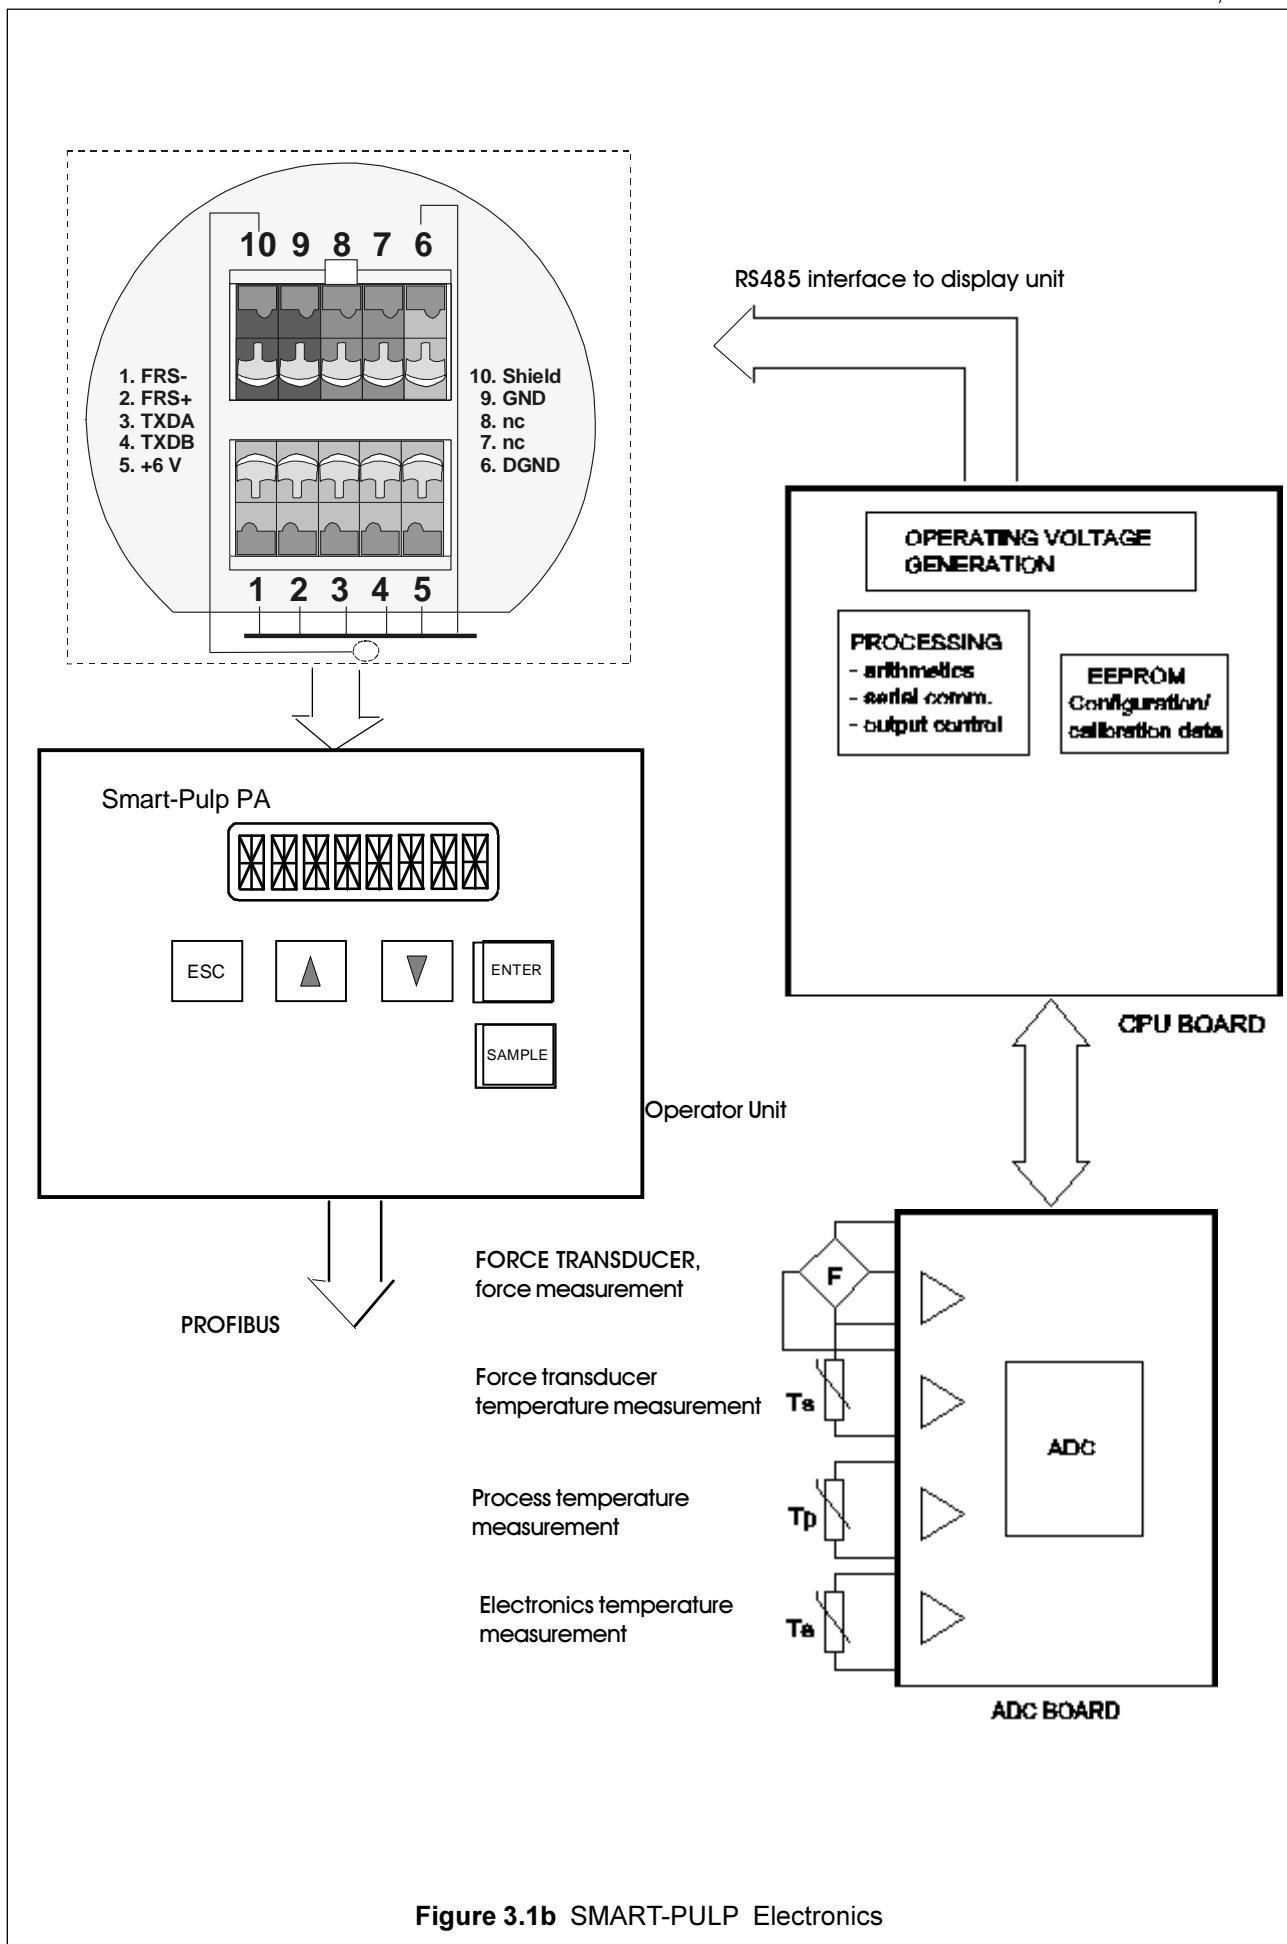 10 9 8 7 6
1. FRS-
2. FRS+
3. TXDA
4. TXDB
5. +6 V
10. Shield
9. GND
8. nc
7. nc
6. DGND
1 2 3 4 5
RS485 interface to display unit
OPERATING VOLTAGE
GENERATION
PROCESSING
- arithmetics
- serial comm.
- output control
EEPROM
Configuration/
calibration data
CPU BOARD
Smart-Pulp PA
ESC
ENTER
SAMPLE
Operator Unit
PROFIBUS
FORCE TRANSDUCER,
force measurement
F
Force transducer
temperature measurement
Ts
Process temperature
measurement
Tp
Electronics temperature
measurement
Te
ADC
ADC BOARD
Figure 3.1b SMART-PULP Electronics